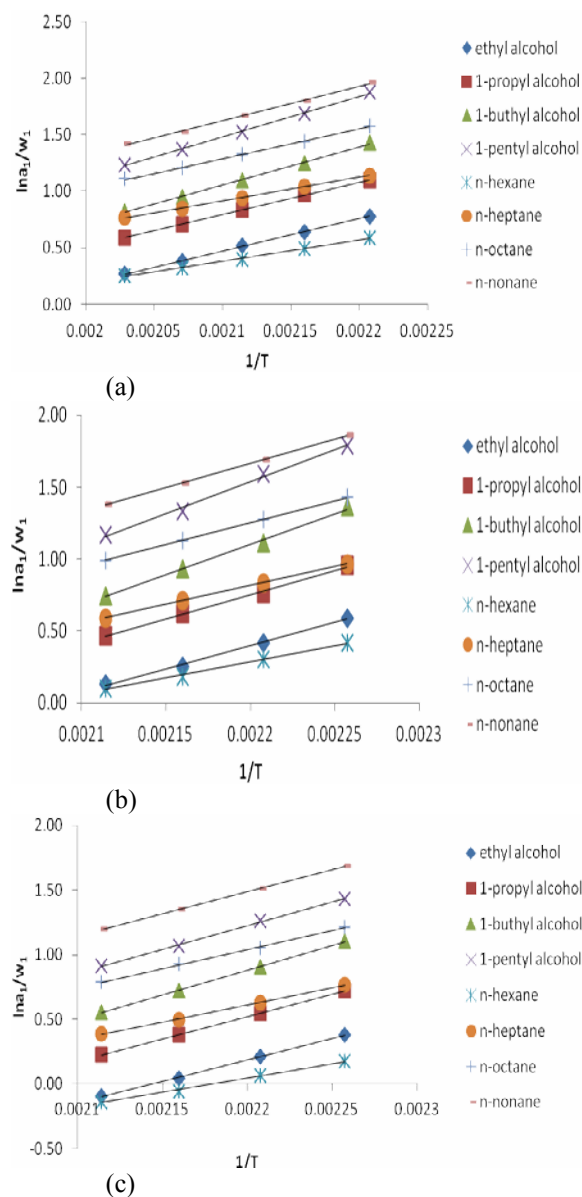 2.00
1.50
1.00
0.50
0.00
lna₁/w₁
0.002 0.00205 0.0021 0.00215 0.0022 0.00225
1/T
ethyl alcohol
1-propyl alcohol
1-buthyl alcohol
1-pentyl alcohol
n-hexane
n-heptane
n-octane
n-nonane
(a)
2.00
1.50
1.00
0.50
0.00
lna₁/w₁
0.0021 0.00215 0.0022 0.00225 0.0023
1/T
ethyl alcohol
1-propyl alcohol
1-buthyl alcohol
1-pentyl alcohol
n-hexane
n-heptane
n-octane
n-nonane
(b)
2.00
1.50
1.00
0.50
0.00
-0.50
lna₁/w₁
0.0021 0.00215 0.0022 0.00225 0.0023
1/T
ethyl alcohol
1-propyl alcohol
1-buthyl alcohol
1-pentyl alcohol
n-hexane
n-heptane
n-octane
n-nonane
(c)